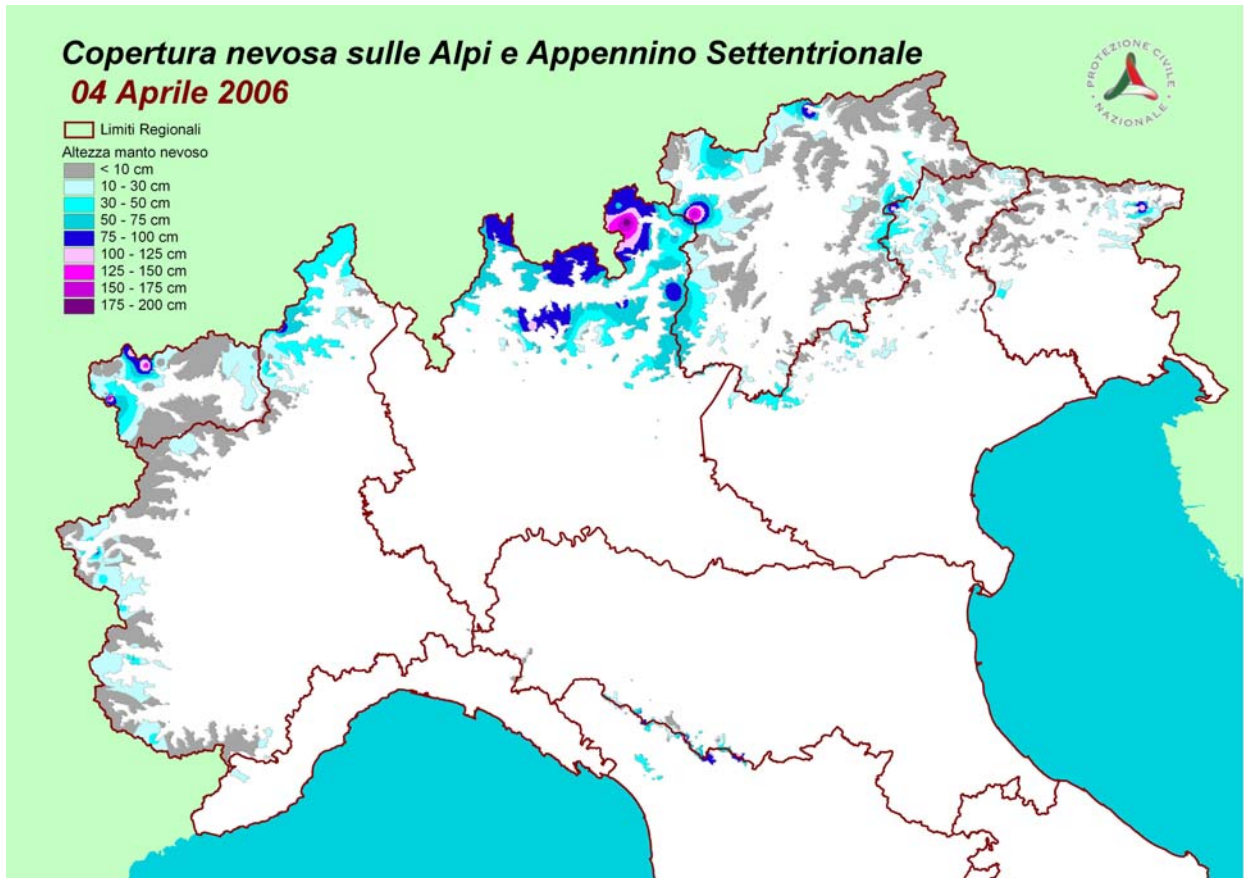 Copertura nevosa sulle Alpi e Appennino Settentrionale
04 Aprile 2006
PROTEZIONE CIVILE
NAZIONALE
Limiti Regionali
Altezza manto nevoso
< 10 cm
10 - 30 cm
30 - 50 cm
50 - 75 cm
75 - 100 cm
100 - 125 cm
125 - 150 cm
150 - 175 cm
175 - 200 cm